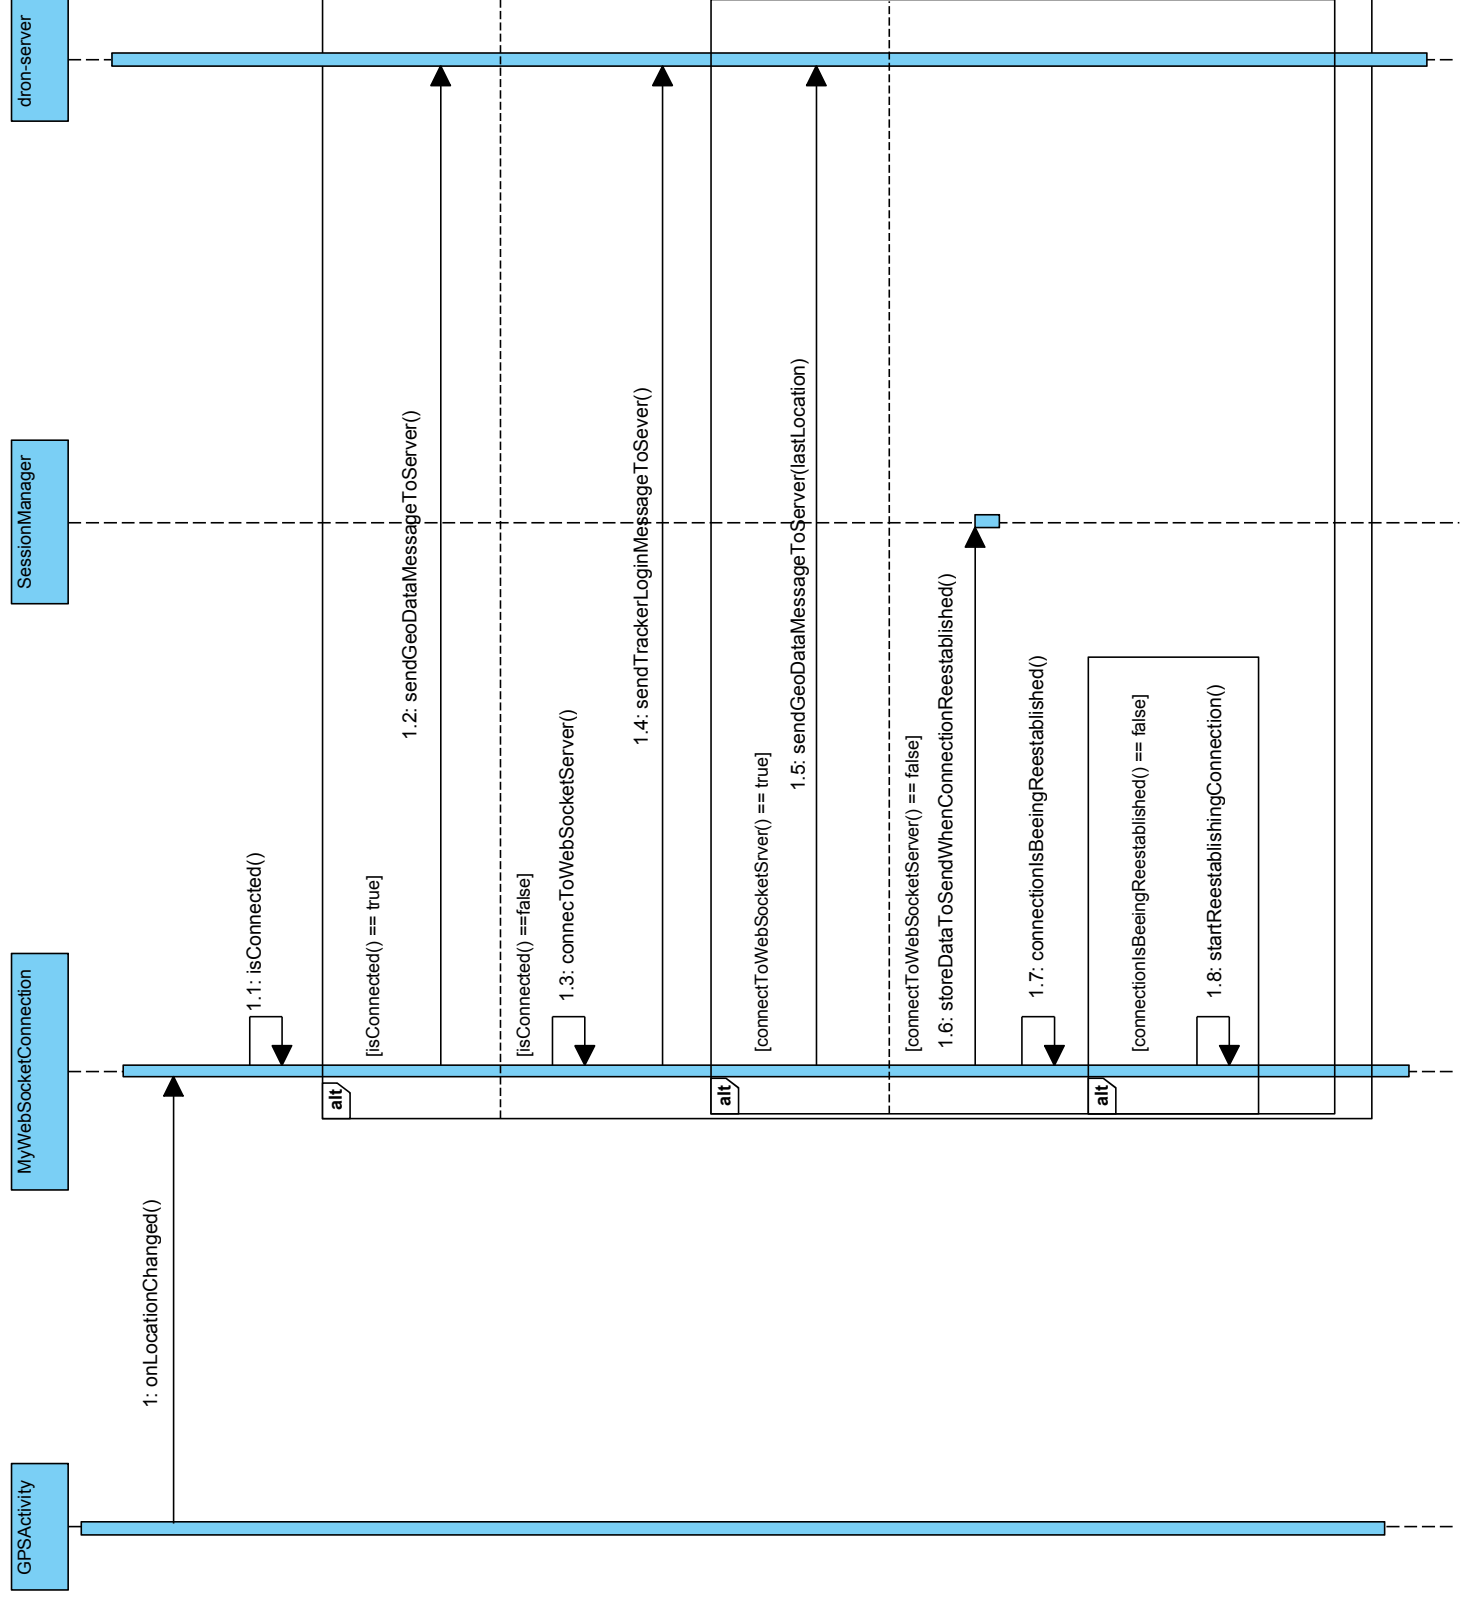 GPSActivity
MyWebSocketConnection
SessionManager
dron-server
1: onLocationChanged()
1.1: isConnected()
alt
[isConnected() == true]
1.2: sendGeoDataMessageToServer()
[isConnected() ==false]
1.3: connecToWebSocketServer()
1.4: sendTrackerLoginMessageToSever()
alt
[connectToWebSocketSrver() == true]
1.5: sendGeoDataMessageToServer(lastLocation)
[connectToWebSocketServer() == false]
1.6: storeDataToSendWhenConnectionReestablished()
1.7: connectionIsBeeingReestablished()
alt
[connectionIsBeeingReestablished() == false]
1.8: startReestablishingConnection()